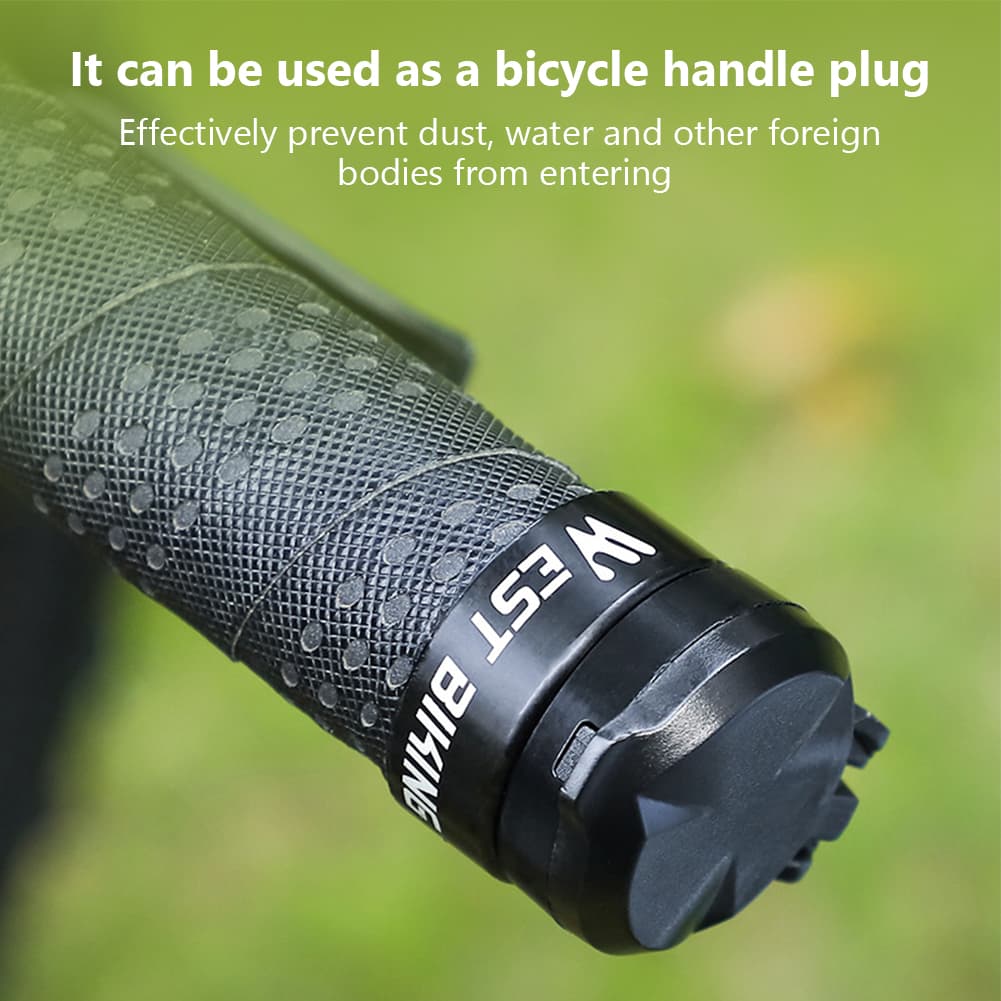 It can be used as a bicycle handle plug
Effectively prevent dust, water and other foreign
bodies from entering
WEST BIKING